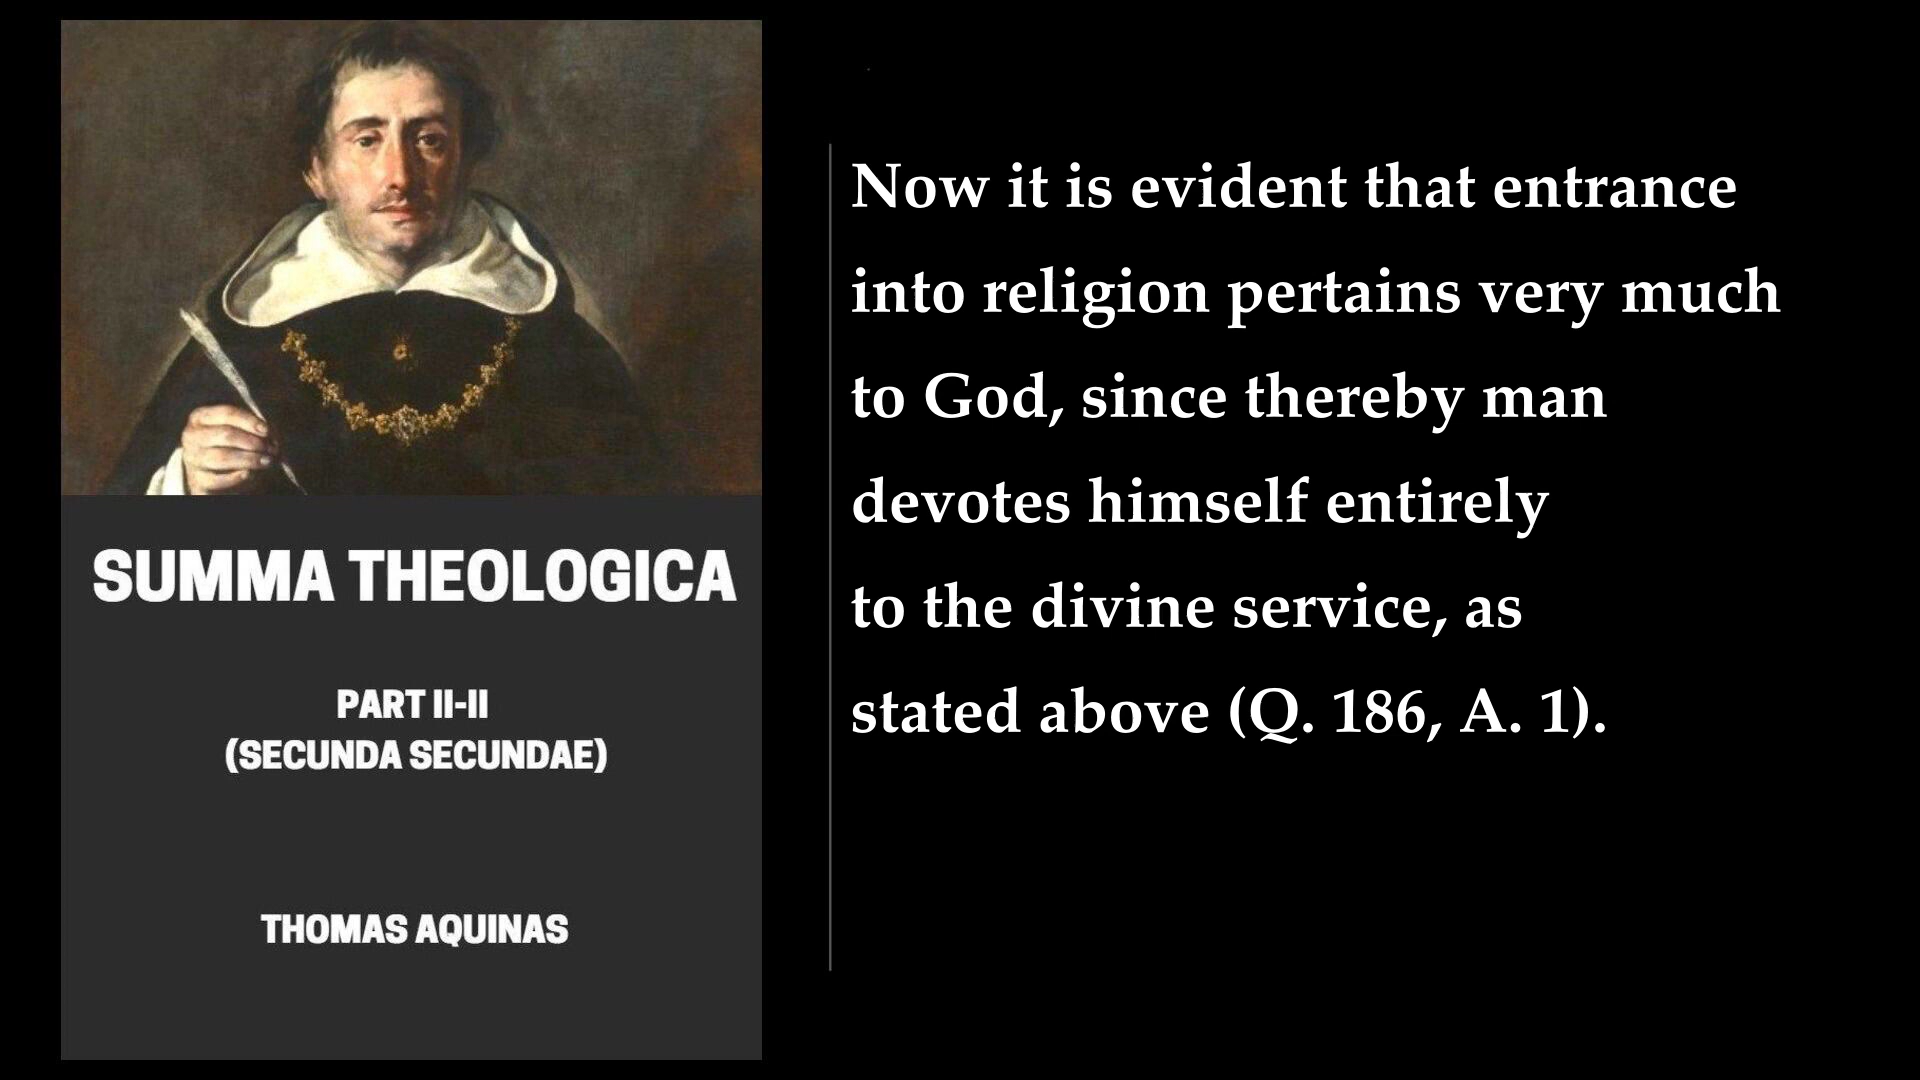 SUMMA THEOLOGICA
PART II-II
(SECUNDA SECUNDAE)
THOMAS AQUINAS
Now it is evident that entrance
into religion pertains very much
to God, since thereby man
devotes himself entirely
to the divine service, as
stated above (Q. 186, A. 1).